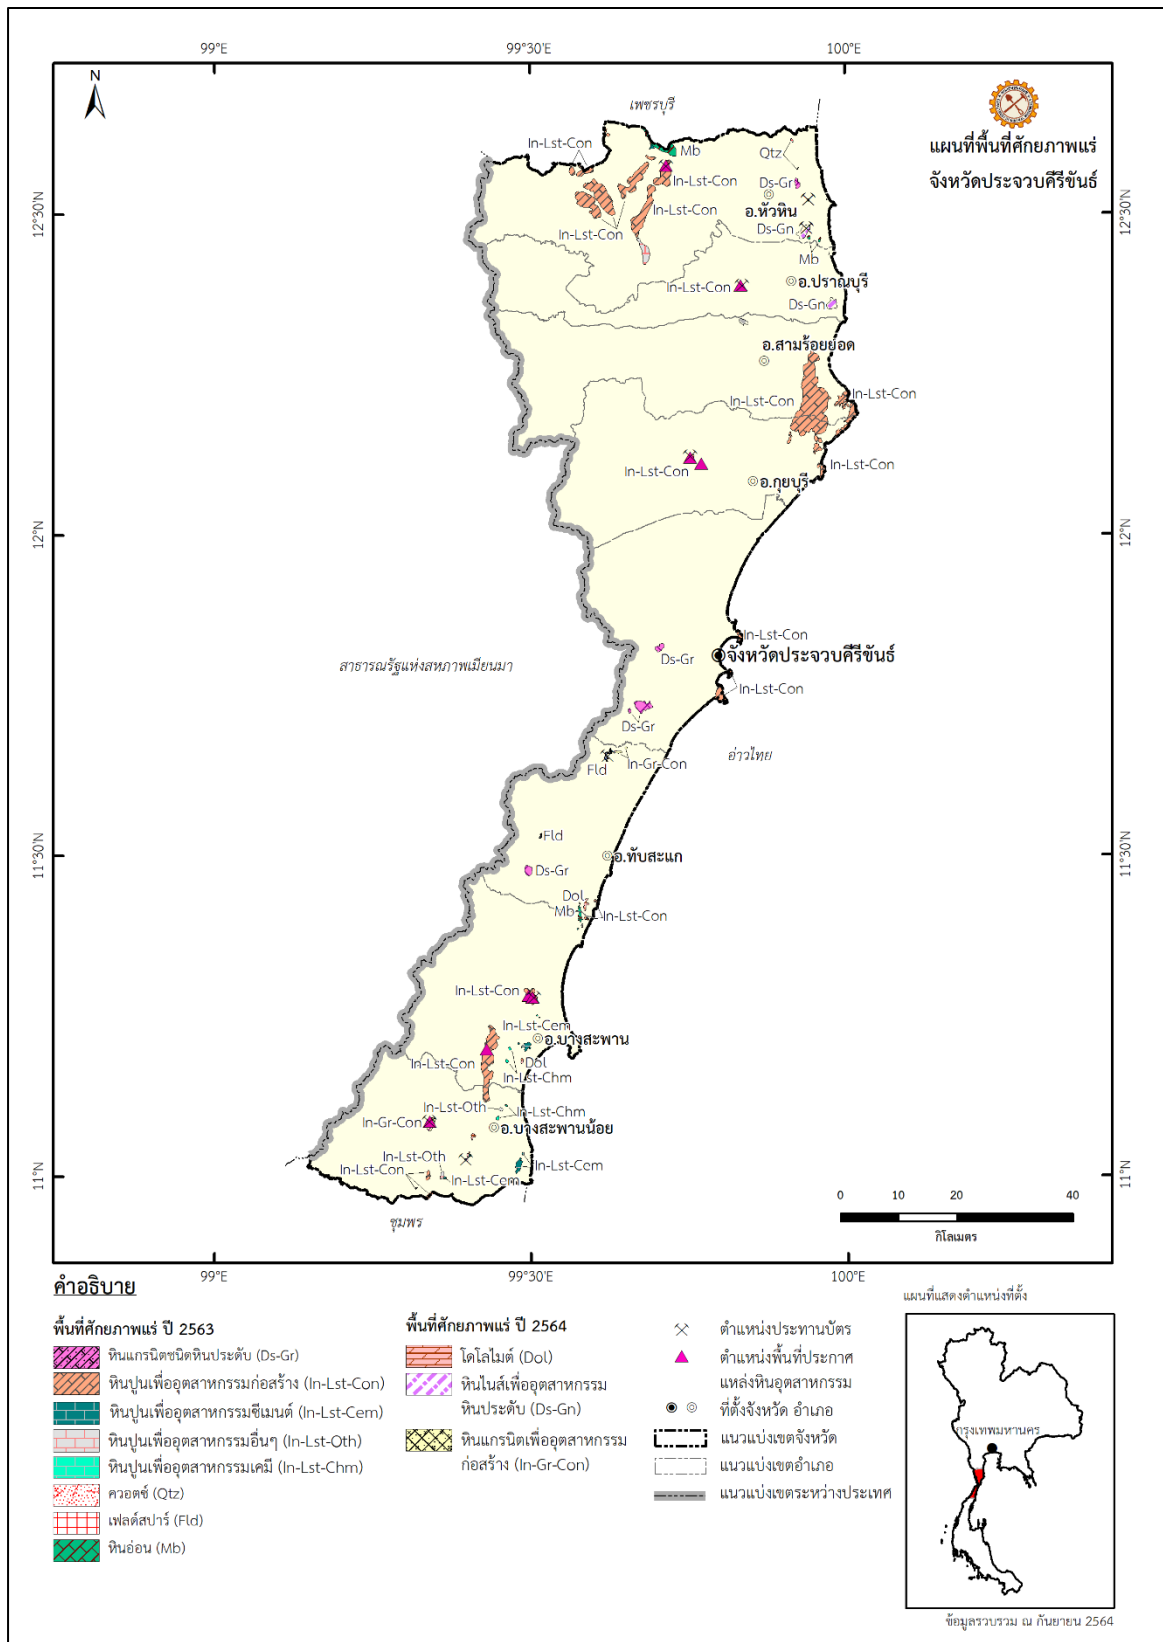 99°E
99°30'E
100°E
N
เพชรบุรี
แผนที่พื้นที่ศักยภาพแร่
จังหวัดประจวบคีรีขันธ์
In-Lst-Con
Mb
Qtz
In-Lst-Con
Ds-Gr
12°30'N
12°30'N
In-Lst-Con
อ.หัวหิน
In-Lst-Con
Ds-Gn
Mb
In-Lst-Con
อ.ปราณบุรี
Ds-Gn
อ.สามร้อยยอด
In-Lst-Con
In-Lst-Con
In-Lst-Con
In-Lst-Con
อ.กุยบุรี
12°N
12°N
In-Lst-Con
Ds-Gr
จังหวัดประจวบคีรีขันธ์
สาธารณรัฐแห่งสหภาพเมียนมา
In-Lst-Con
Ds-Gr
อ่าวไทย
In-Gr-Con
Fld
Fld
11°30'N
11°30'N
อ.ทับสะแก
Ds-Gr
Dol
Mb
In-Lst-Con
In-Lst-Con
In-Lst-Cem
อ.บางสะพาน
In-Lst-Con
Dol
In-Lst-Chm
In-Lst-Oth
In-Lst-Chm
In-Gr-Con
อ.บางสะพานน้อย
In-Lst-Oth
In-Lst-Con
In-Lst-Cem
In-Lst-Cem
11°N
11°N
ชุมพร
0
10
20
40
กิโลเมตร
99°E
99°30'E
100°E
คำอธิบาย
พื้นที่ศักยภาพแร่ ปี 2563
หินแกรนิตชนิดหินประดับ (Ds-Gr)
หินปูนเพื่ออุตสาหกรรมก่อสร้าง (In-Lst-Con)
หินปูนเพื่ออุตสาหกรรมซีเมนต์ (In-Lst-Cem)
หินปูนเพื่ออุตสาหกรรมอื่นๆ (In-Lst-Oth)
หินปูนเพื่ออุตสาหกรรมเคมี (In-Lst-Chm)
ควอตซ์ (Qtz)
เฟลด์สปาร์ (Fld)
หินอ่อน (Mb)
พื้นที่ศักยภาพแร่ ปี 2564
โดโลไมต์ (Dol)
หินไนส์เพื่ออุตสาหกรรม
หินประดับ (Ds-Gn)
หินแกรนิตเพื่ออุตสาหกรรม
ก่อสร้าง (In-Gr-Con)
ตำแหน่งประทานบัตร
ตำแหน่งพื้นที่ประกาศ
แหล่งหินอุตสาหกรรม
ที่ตั้งจังหวัด อำเภอ
แนวแบ่งเขตจังหวัด
แนวแบ่งเขตอำเภอ
แนวแบ่งเขตระหว่างประเทศ
แผนที่แสดงตำแหน่งที่ตั้ง
กรุงเทพมหานคร
ข้อมูลรวบรวม ณ กันยายน 2564